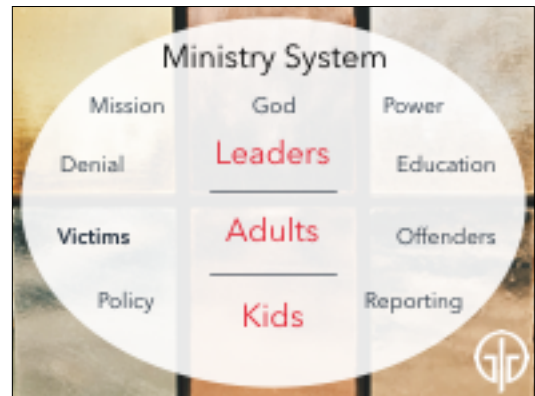 Ministry System
Mission God Power
Denial Leaders Education
Victims Adults Offenders
Policy Kids Reporting